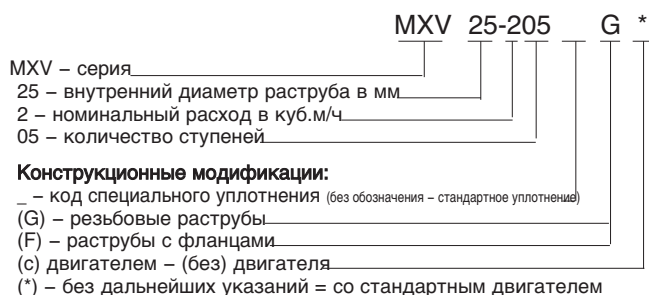 MXV 25-205 _ G *
MXV – серия
25 – внутренний диаметр раструба в мм
2 – номинальный расход в куб.м/ч
05 – количество ступеней
Конструкционные модификации:
_ – код специального уплотнения (без обозначения – стандартное уплотнение)
(G) – резьбовые раструбы
(F) – раструбы с фланцами
(с) двигателем – (без) двигателя
(*) – без дальнейших указаний = со стандартным двигателем